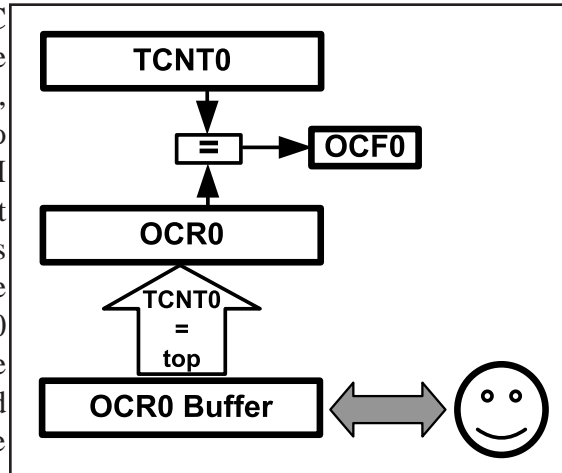 TCNT0
=
OCF0
OCR0
TCNT0
=
top
OCR0 Buffer